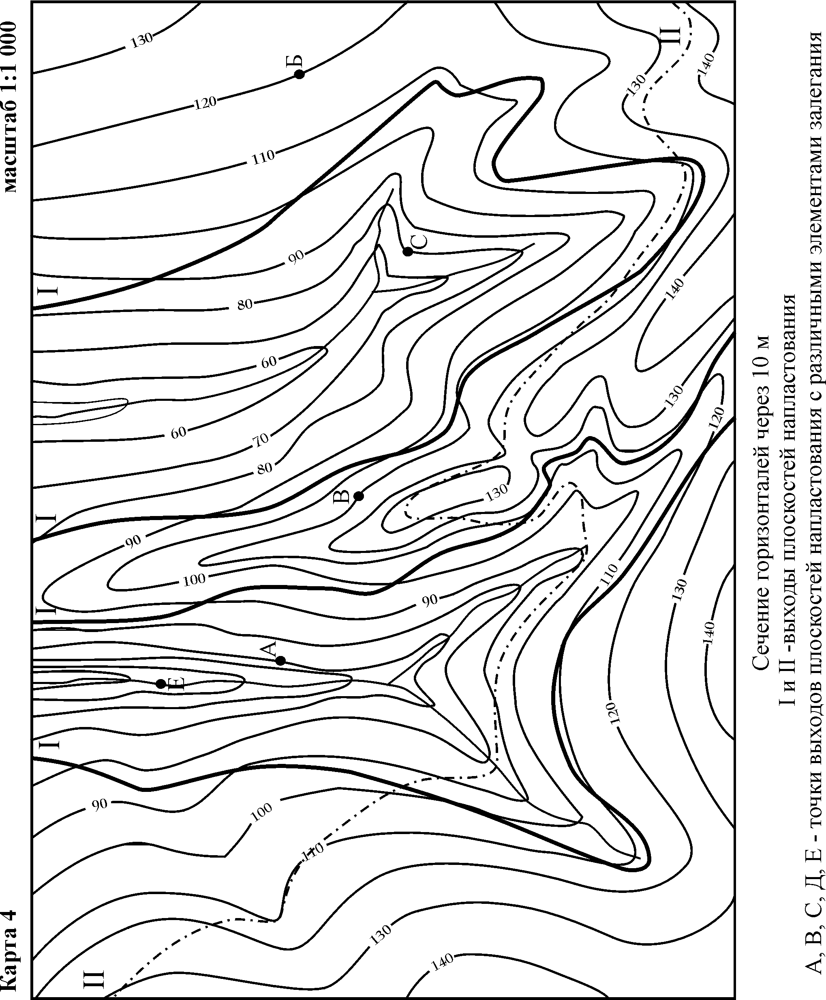 Карта 4 масштаб 1:1 000
I
I
I
I
II
90
90
130
Е
60
100
120
80
100
80
70
110
А
60
90
Б
110
В
130
С
90
140
130
120
110
130
II
130
130
140
140
120
140
Сечение горизонталей через 10 м
I и II -выходы плоскостей напластования
А, В, С, Д, Е - точки выходов плоскостей напластования с различными элементами залегания